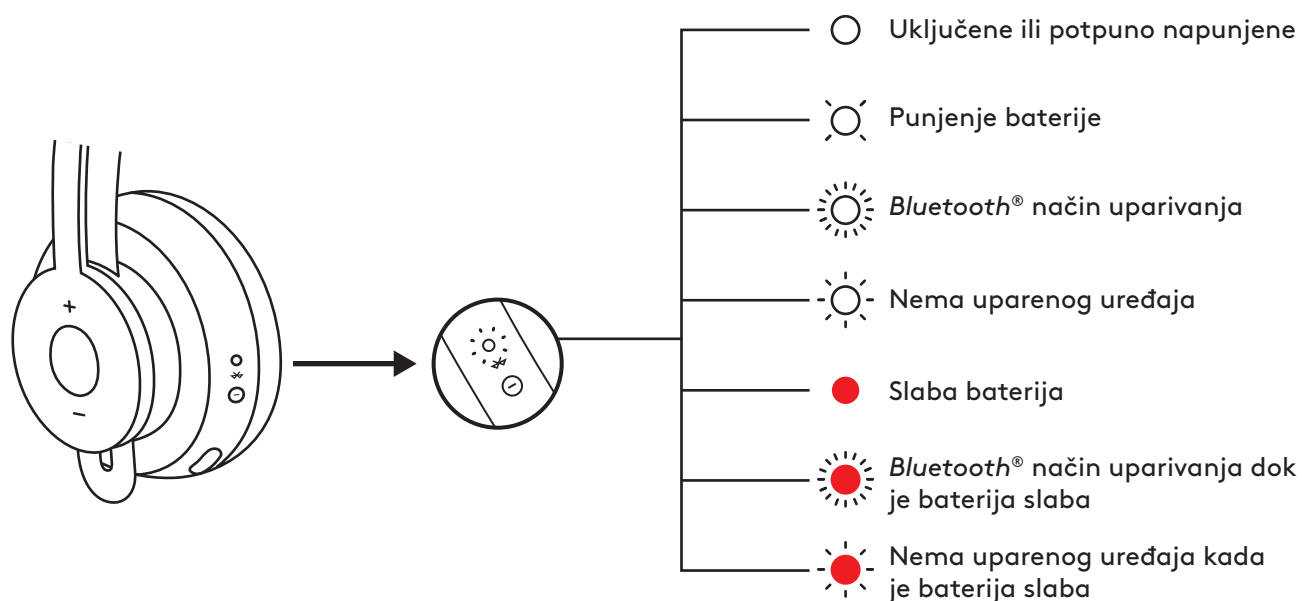 Uključene ili potpuno napunjene
Punjenje baterije
Bluetooth® način uparivanja
Nema uparenog uređaja
Slaba baterija
Bluetooth® način uparivanja dok
je baterija slaba
Nema uparenog uređaja kada
je baterija slaba